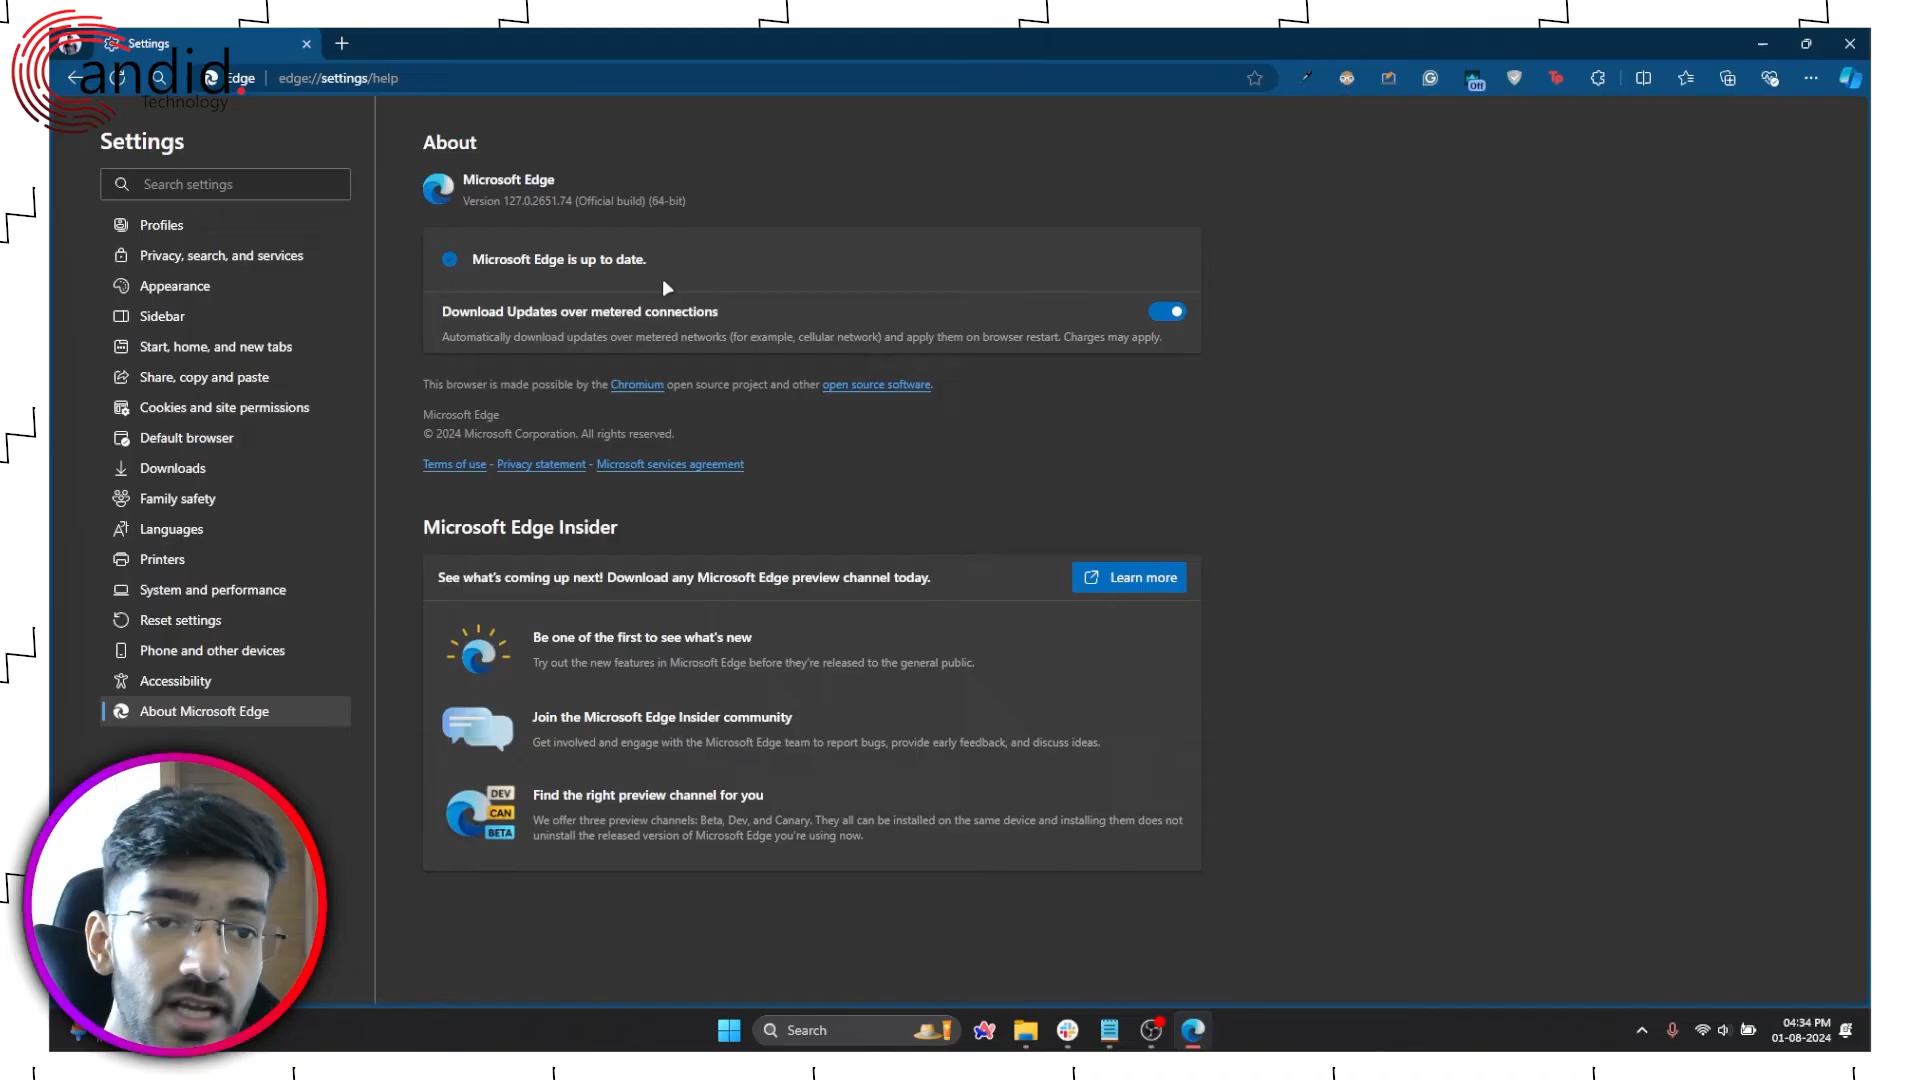 Candid.
Technology
Settings
Edge
edge://settings/help
Off
Tp
Settings
Search settings
Profiles
Privacy, search, and services
Appearance
Sidebar
Start, home, and new tabs
Share, copy and paste
Cookies and site permissions
Default browser
Downloads
Family safety
Languages
Printers
System and performance
Reset settings
Phone and other devices
Accessibility
About Microsoft Edge
About
Microsoft Edge
Version 127.0.2651.74 (Official build) (64-bit)
Microsoft Edge is up to date.
Download Updates over metered connections
Automatically download updates over metered networks (for example, cellular network) and apply them on browser restart. Charges may apply.
This browser is made possible by the Chromium open source project and other open source software.
Microsoft Edge
© 2024 Microsoft Corporation. All rights reserved.
Terms of use - Privacy statement - Microsoft services agreement
Microsoft Edge Insider
See what's coming up next! Download any Microsoft Edge preview channel today.
Learn more
Be one of the first to see what's new
Try out the new features in Microsoft Edge before they're released to the general public.
Join the Microsoft Edge Insider community
Get involved and engage with the Microsoft Edge team to report bugs, provide early feedback, and discuss ideas.
DEV
CAN
BETA
Find the right preview channel for you
We offer three preview channels: Beta, Dev, and Canary. They all can be installed on the same device and installing them does not
uninstall the released version of Microsoft Edge you're using now.
Search
04:34 PM
01-08-2024